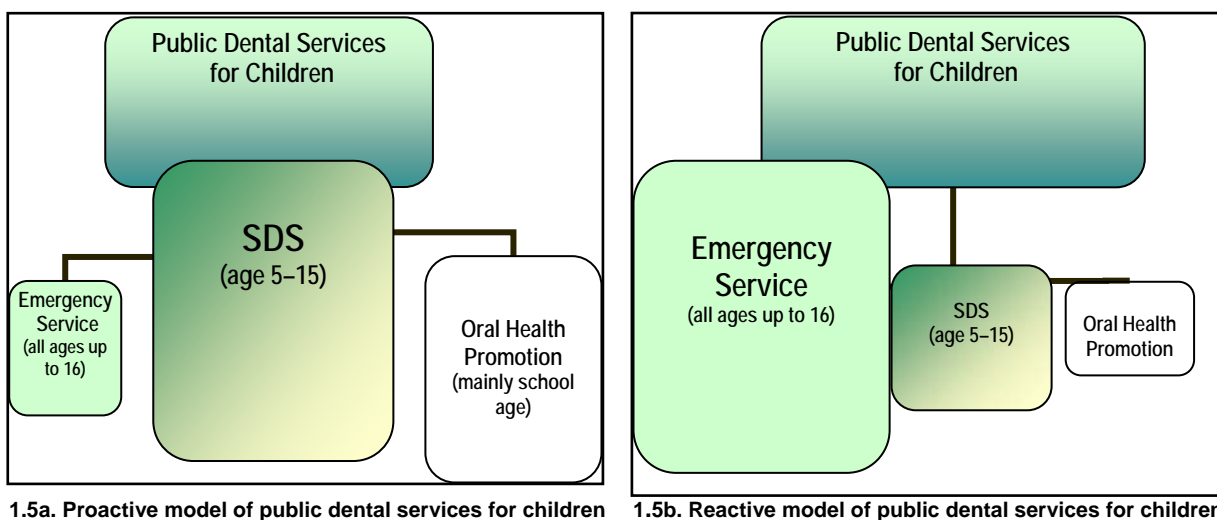 Public Dental Services
for Children
SDS
(age 5–15)
Emergency
Service
(all ages up
to 16)
Oral Health
Promotion
(mainly school
age)
1.5a. Proactive model of public dental services for children
Public Dental Services
for Children
Emergency
Service
(all ages up to 16)
SDS
(age 5–15)
Oral Health
Promotion
1.5b. Reactive model of public dental services for children